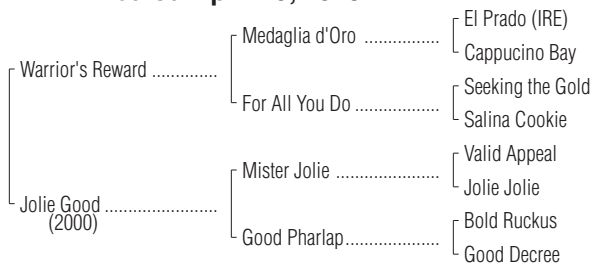 Medaglia d'Oro ............... El Prado (IRE)
Cappucino Bay
Warrior's Reward .............
For All You Do .................. Seeking the Gold
Salina Cookie
Mister Jolie .................... Valid Appeal
Jolie Jolie
Jolie Good ......................
(2000)
Good Pharlap.................. Bold Ruckus
Good Decree